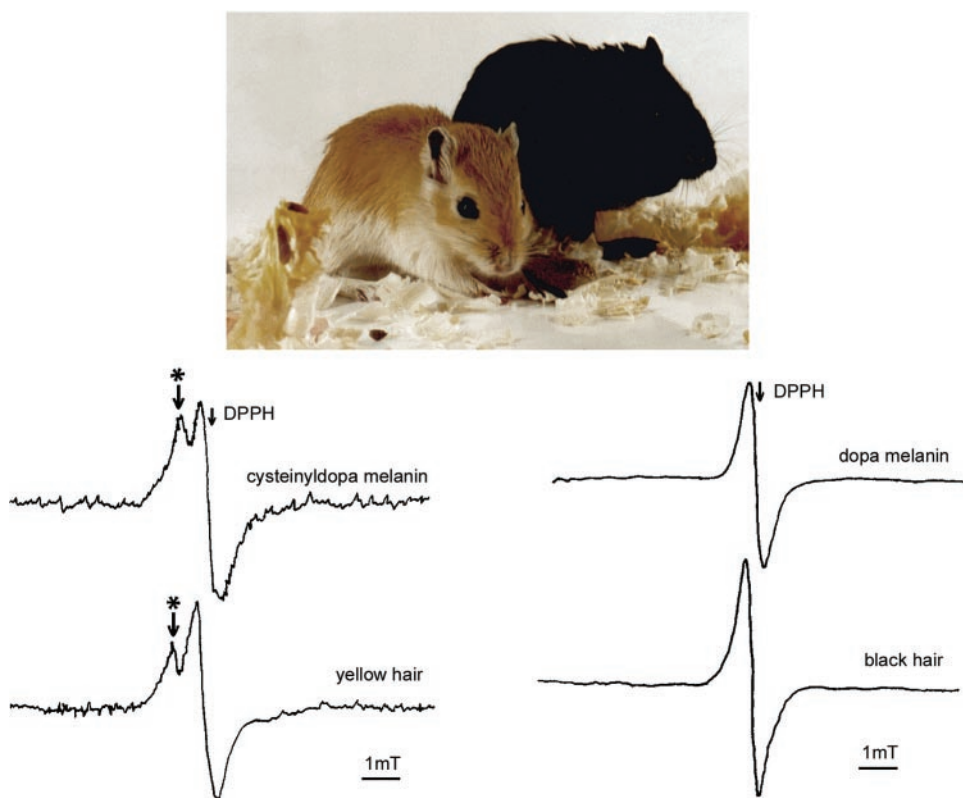 *
DPPH
cysteinyldopa melanin
*
yellow hair
1mT
DPPH
dopa melanin
black hair
1mT